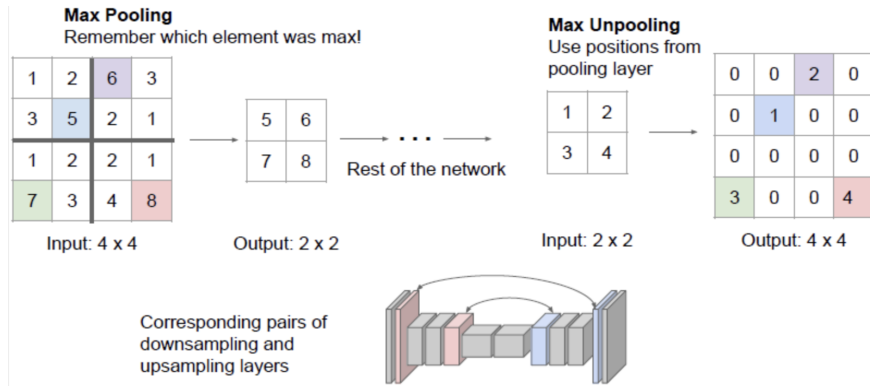 Max Pooling
Remember which element was max!
1 2 6 3
3 5 2 1
1 2 2 1
7 3 4 8
Input: 4 x 4
5 6
7 8
Output: 2 x 2
. . .
Rest of the network
Max Unpooling
Use positions from
pooling layer
1 2
3 4
Input: 2 x 2
0 0 2 0
0 1 0 0
0 0 0 0
3 0 0 4
Output: 4 x 4
Corresponding pairs of
downsampling and
upsampling layers